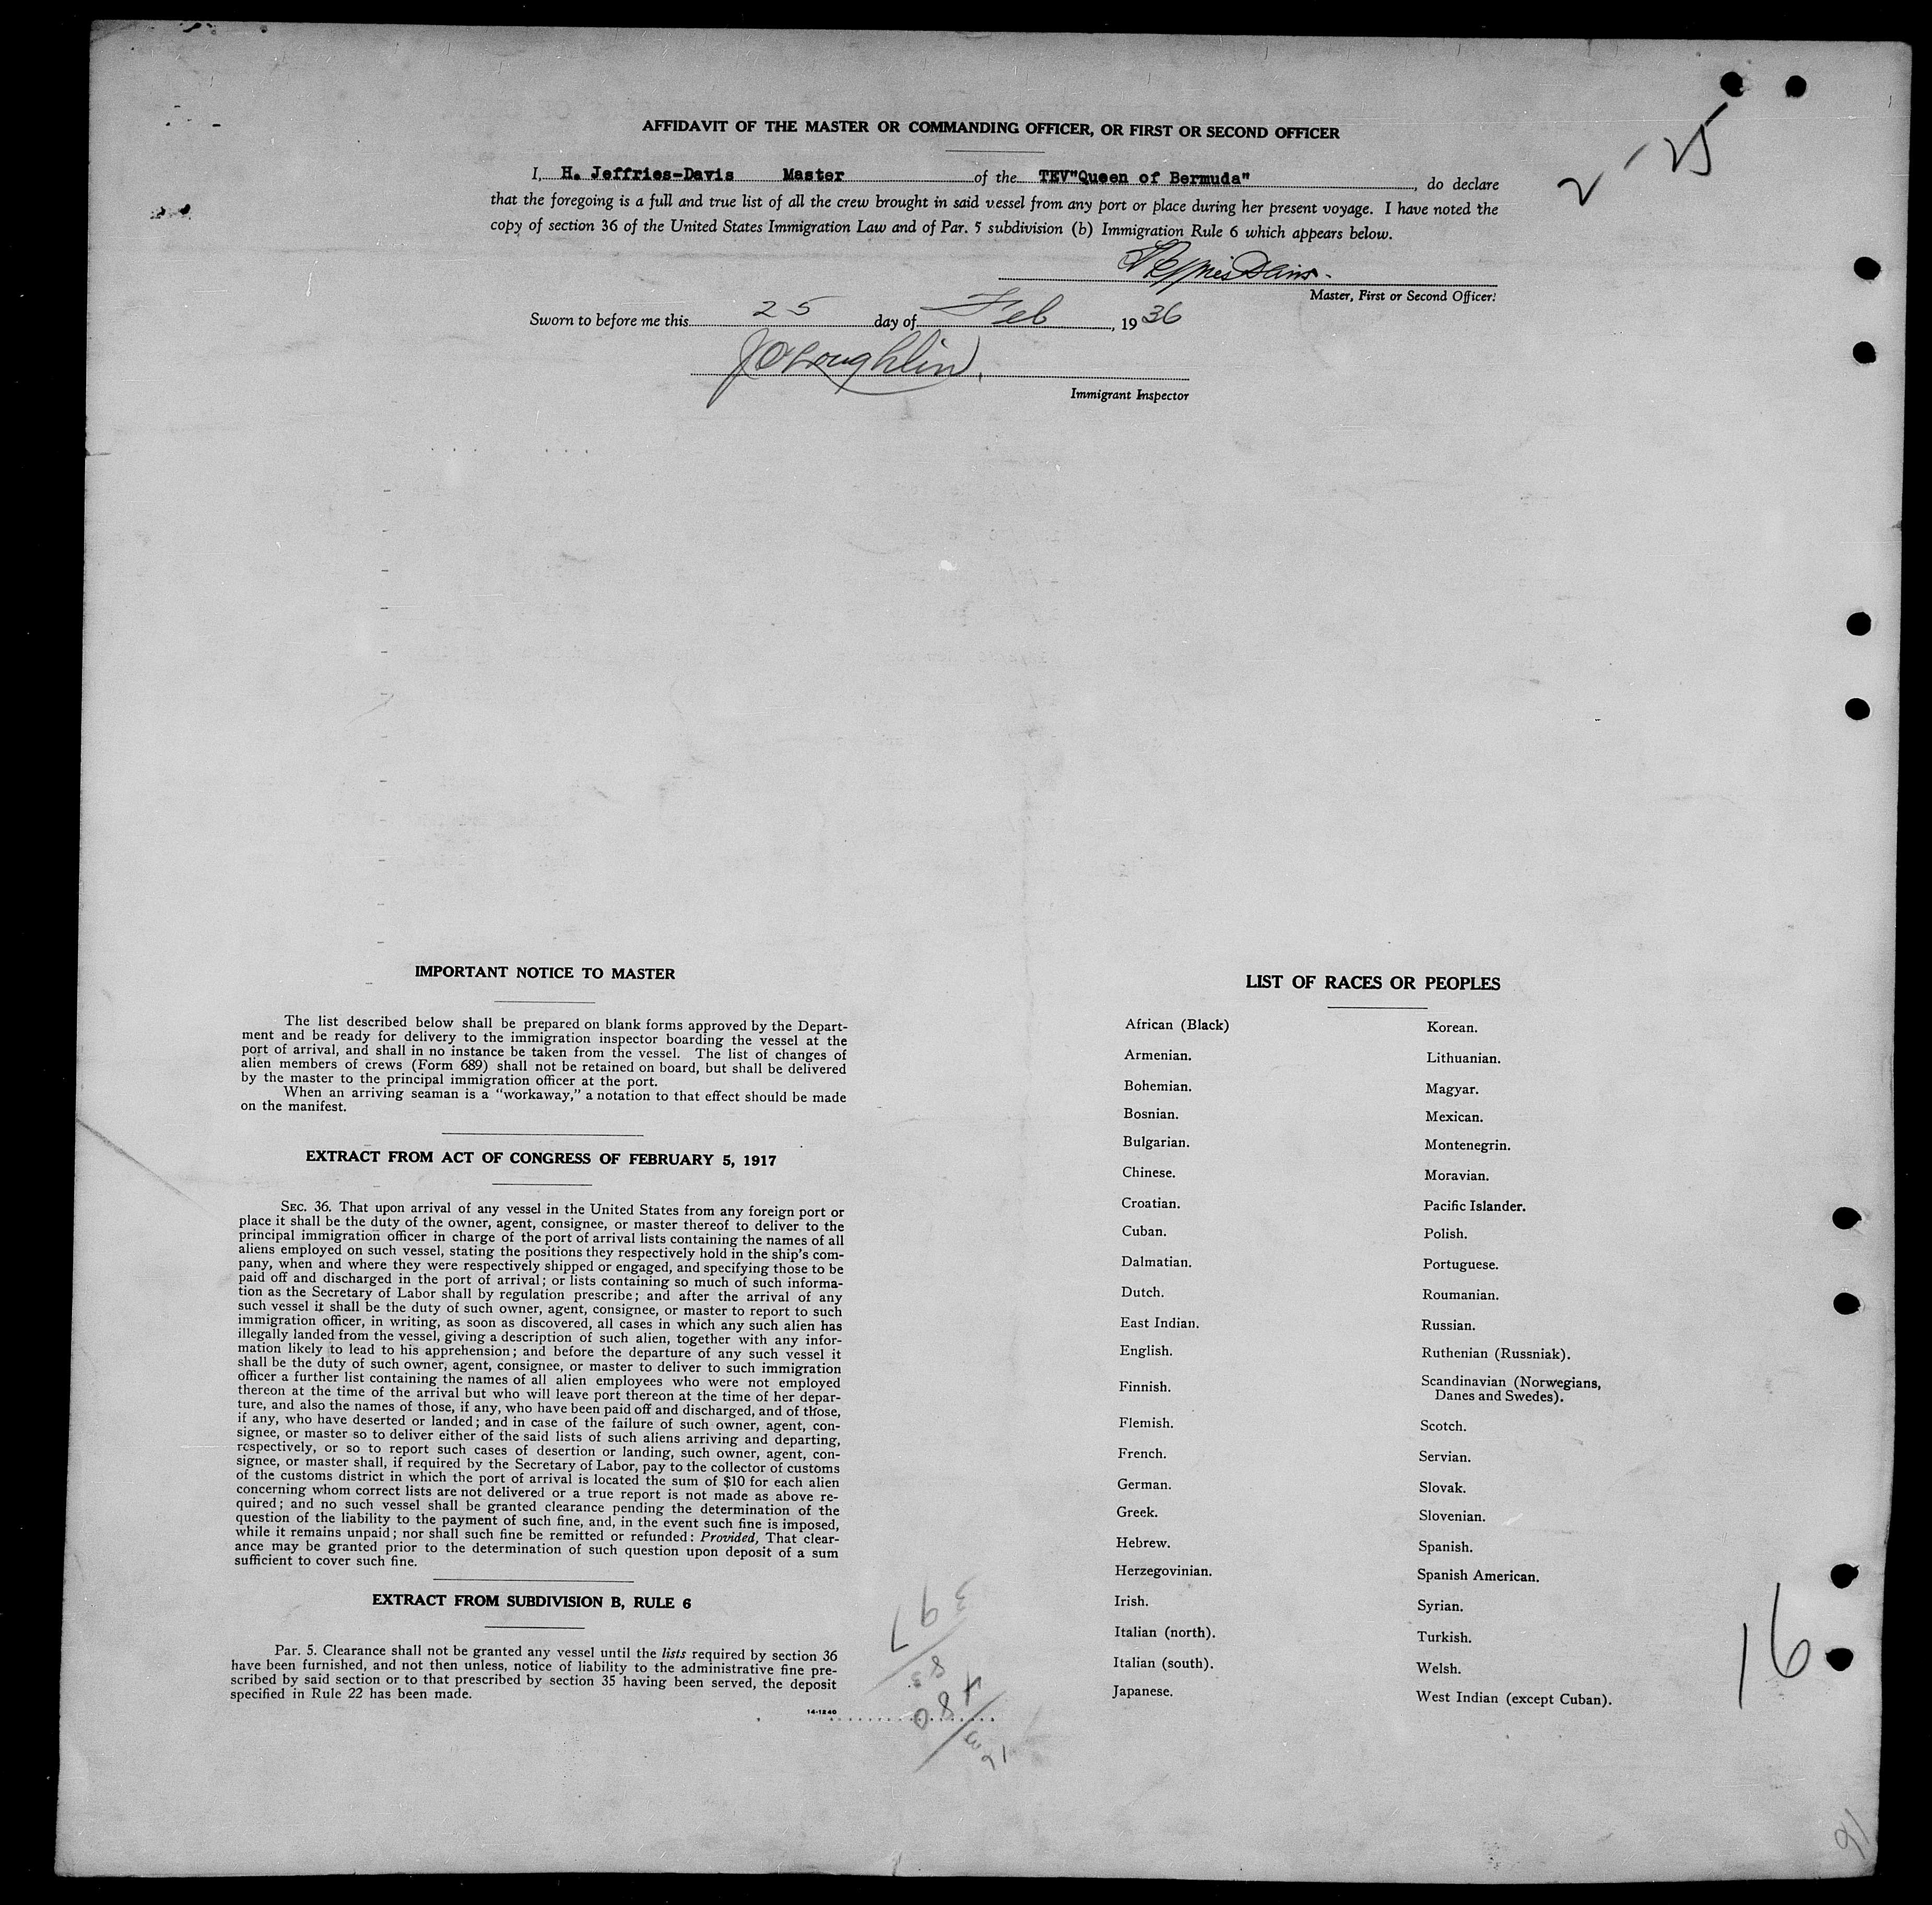 AFFIDAVIT OF THE MASTER OR COMMANDING OFFICER, OR FIRST OR SECOND OFFICER
2-25
I, H. Jeffries-Davis Master of the TEV"Queen of Bermuda", do declare
that the foregoing is a full and true list of all the crew brought in said vessel from any port or place during her present voyage. I have noted the
copy of section 36 of the United States Immigration Law and of Par. 5 subdivision (b) Immigration Rule 6 which appears below.
Master, First or Second Officer.
Sworn to before me this 25 day of Feb, 1936
J O'Loughlin
Immigrant Inspector
IMPORTANT NOTICE TO MASTER
The list described below shall be prepared on blank forms approved by the Depart-
ment and be ready for delivery to the immigration inspector boarding the vessel at the
port of arrival, and shall in no instance be taken from the vessel. The list of changes of
alien members of crews (Form 689) shall not be retained on board, but shall be delivered
by the master to the principal immigration officer at the port.
When an arriving seaman is a "workaway," a notation to that effect should be made
on the manifest.
EXTRACT FROM ACT OF CONGRESS OF FEBRUARY 5, 1917
SEC. 36. That upon arrival of any vessel in the United States from any foreign port or
place it shall be the duty of the owner, agent, consignee, or master thereof to deliver to the
principal immigration officer in charge of the port of arrival lists containing the names of all
aliens employed on such vessel, stating the positions they respectively hold in the ship's com-
pany, when and where they were respectively shipped or engaged, and specifying those to be
paid off and discharged in the port of arrival; or lists containing so much of such informa-
tion as the Secretary of Labor shall by regulation prescribe; and after the arrival of any
such vessel it shall be the duty of such owner, agent, consignee, or master to report to such
immigration officer, in writing, as soon as discovered, all cases in which any such alien has
illegally landed from the vessel, giving a description of such alien, together with any infor-
mation likely to lead to his apprehension; and before the departure of any such vessel it
shall be the duty of such owner, agent, consignee, or master to deliver to such immigration
officer a further list containing the names of all alien employees who were not employed
thereon at the time of the arrival but who will leave port thereon at the time of her depar-
ture, and also the names of those, if any, who have been paid off and discharged, and of those,
if any, who have deserted or landed; and in case of the failure of such owner, agent, con-
signee, or master so to deliver either of the said lists of such aliens arriving and departing,
respectively, or so to report such cases of desertion or landing, such owner, agent, con-
signee, or master shall, if required by the Secretary of Labor, pay to the collector of customs
of the customs district in which the port of arrival is located the sum of $10 for each alien
concerning whom correct lists are not delivered or a true report is not made as above re-
quired; and no such vessel shall be granted clearance pending the determination of the
question of the liability to the payment of such fine, and, in the event such fine is imposed,
while it remains unpaid; nor shall such fine be remitted or refunded: Provided, That clear-
ance may be granted prior to the determination of such question upon deposit of a sum
sufficient to cover such fine.
EXTRACT FROM SUBDIVISION B, RULE 6
Par. 5. Clearance shall not be granted any vessel until the lists required by section 36
have been furnished, and not then unless, notice of liability to the administrative fine pre-
scribed by said section or to that prescribed by section 35 having been served, the deposit
specified in Rule 22 has been made.
14-1240
397
83
480
3
16
LIST OF RACES OR PEOPLES
African (Black)
Armenian.
Bohemian.
Bosnian.
Bulgarian.
Chinese.
Croatian.
Cuban.
Dalmatian.
Dutch.
East Indian.
English.
Finnish.
Flemish.
French.
German.
Greek.
Hebrew.
Herzegovinian.
Irish.
Italian (north).
Italian (south).
Japanese.
Korean.
Lithuanian.
Magyar.
Mexican.
Montenegrin.
Moravian.
Pacific Islander.
Polish.
Portuguese.
Roumanian.
Russian.
Ruthenian (Russniak).
Scandinavian (Norwegians,
Danes and Swedes).
Scotch.
Servian.
Slovak.
Slovenian.
Spanish.
Spanish American.
Syrian.
Turkish.
Welsh.
West Indian (except Cuban).
16
16